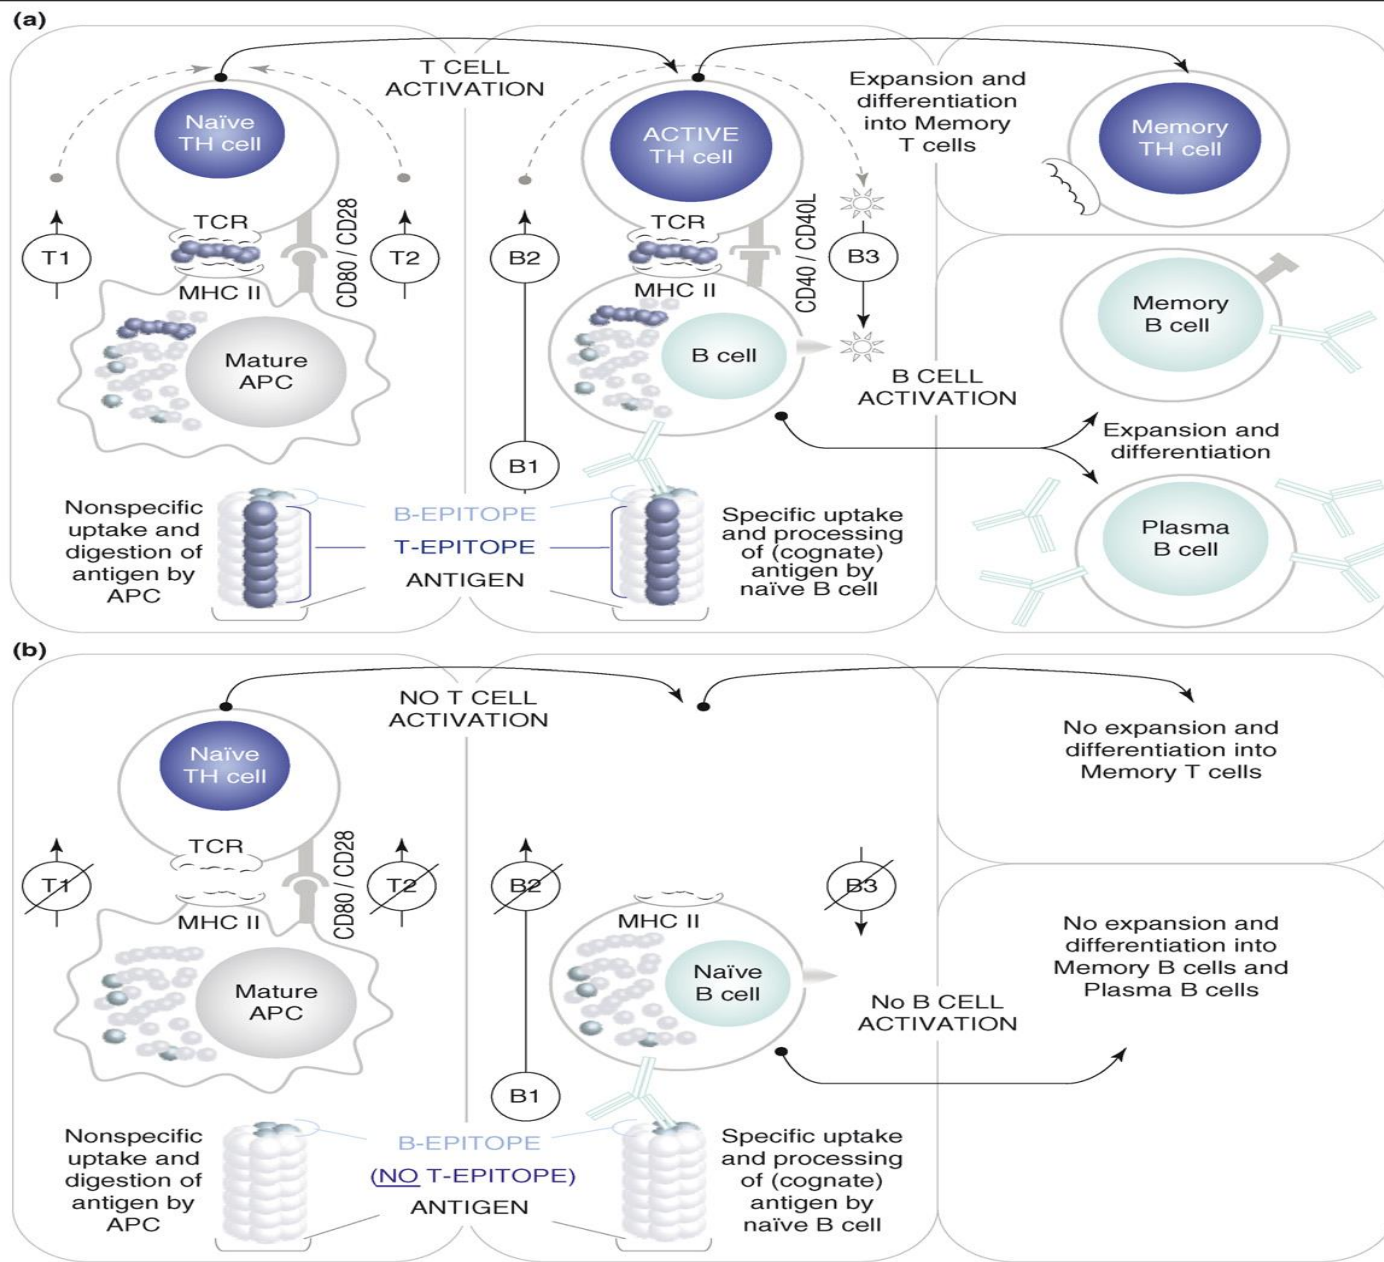 (a)
T CELL
ACTIVATION
Naïve
TH cell
TCR
CD80 / CD28
T1
T2
MHC II
Mature
APC
Nonspecific
uptake and
digestion of
antigen by
APC
B-EPITOPE
T-EPITOPE
ANTIGEN
ACTIVE
TH cell
TCR
CD40 / CD40L
B2
B3
MHC II
B cell
B1
B CELL
ACTIVATION
Specific uptake
and processing
of (cognate)
antigen by
naïve B cell
Expansion and
differentiation
into Memory
T cells
Memory
TH cell
Memory
B cell
Expansion and
differentiation
Plasma
B cell
(b)
NO T CELL
ACTIVATION
Naïve
TH cell
TCR
CD80 / CD28
T1
T2
MHC II
Mature
APC
Nonspecific
uptake and
digestion of
antigen by
APC
B-EPITOPE
(NO T-EPITOPE)
ANTIGEN
B2
B3
MHC II
Naïve
B cell
B1
No B CELL
ACTIVATION
Specific uptake
and processing
of (cognate)
antigen by
naïve B cell
No expansion and
differentiation into
Memory T cells
No expansion and
differentiation into
Memory B cells and
Plasma B cells